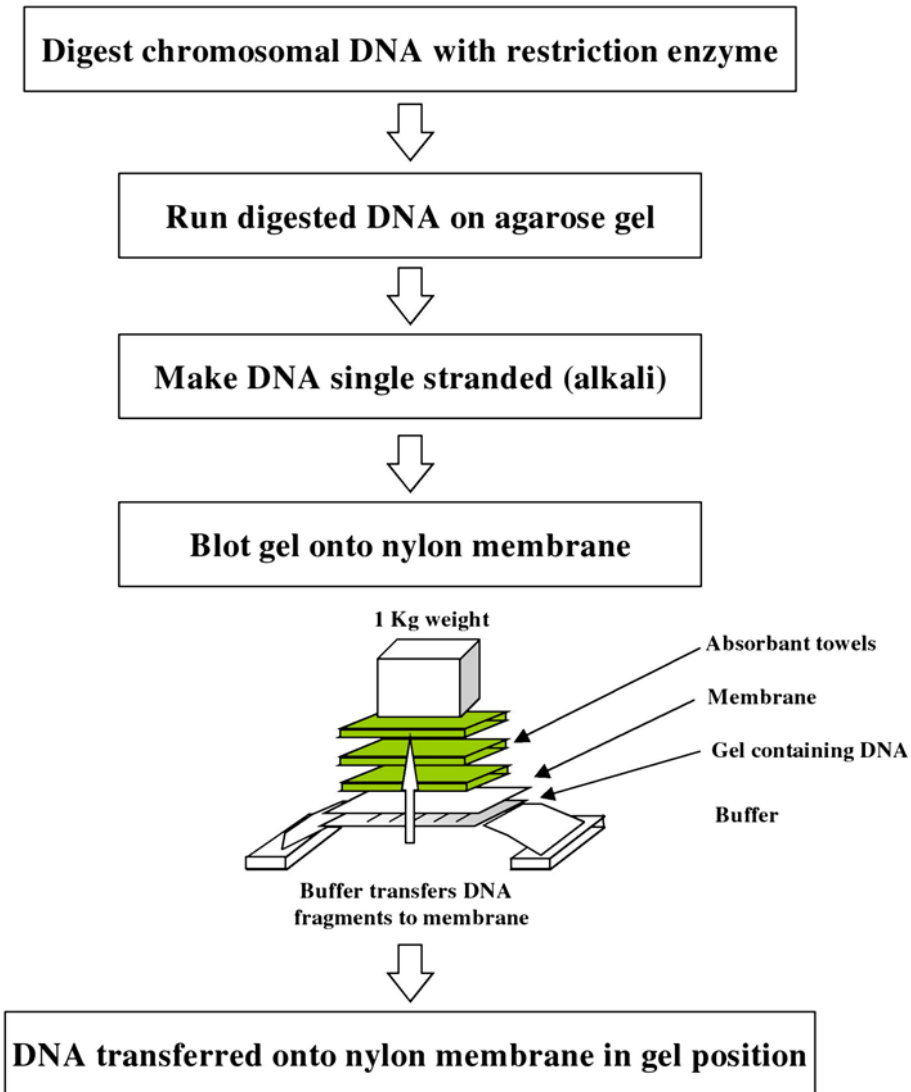 Digest chromosomal DNA with restriction enzyme
Run digested DNA on agarose gel
Make DNA single stranded (alkali)
Blot gel onto nylon membrane
1 Kg weight
Absorbant towels
Membrane
Gel containing DNA
Buffer
Buffer transfers DNA
fragments to membrane
DNA transferred onto nylon membrane in gel position